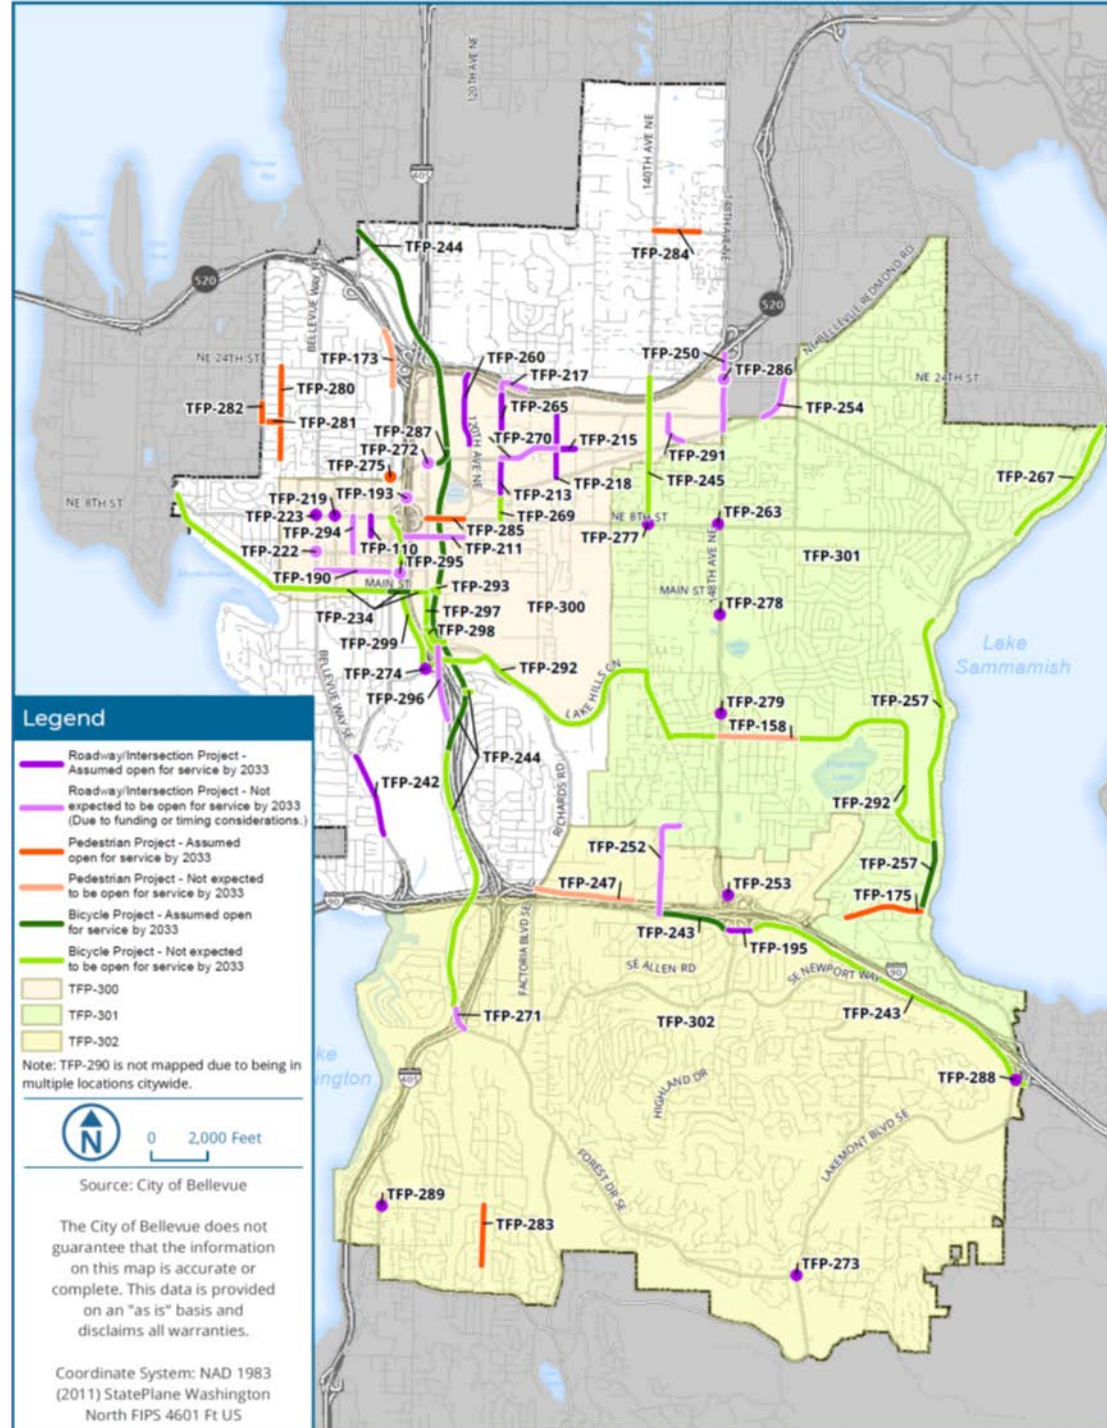 120TH AVE NE
405
140TH AVE NE
148TH AVE NE
TFP-244
TFP-284
520
BELLEVUE WAY NE
520
NE BELLEVUE REDMOND RD
TFP-250
TFP-260
NE 24TH ST
TFP-173
TFP-217
TFP-286
NE 24TH ST
TFP-280
TFP-282
TFP-265
TFP-254
TFP-281
TFP-287
120TH AVE NE
TFP-270
TFP-215
TFP-272
TFP-291
TFP-275
TFP-245
TFP-267
TFP-218
TFP-193
TFP-213
NE 8TH ST
TFP-219
TFP-269
TFP-263
TFP-223
NE 8TH ST
TFP-285
TFP-294
TFP-277
TFP-110
TFP-211
148TH AVE NE
TFP-301
TFP-222
TFP-295
TFP-190
MAIN ST
TFP-293
MAIN ST
TFP-278
TFP-234
TFP-297
TFP-300
TFP-298
TFP-299
Lake
Sammamish
TFP-292
TFP-274
LAKE HILLS CN
BELLEVUE WAY SE
TFP-296
TFP-257
TFP-279
TFP-158
TFP-244
TFP-242
RICHARDS RD
TFP-292
TFP-252
TFP-257
TFP-247
TFP-253
TFP-175
90
FACTORIA BLVD SE
TFP-243
TFP-195
SE ALLEN RD
SE NEWPORT WAY
90
TFP-271
TFP-302
TFP-243
405
HIGHLAND DR
TFP-288
LAKEMONT BLVD SE
FOREST DR SE
TFP-289
TFP-283
TFP-273
ke
ington
Legend
Roadway/Intersection Project -
Assumed open for service by 2033
Roadway/Intersection Project - Not
expected to be open for service by 2033
(Due to funding or timing considerations.)
Pedestrian Project - Assumed
open for service by 2033
Pedestrian Project - Not expected
to be open for service by 2033
Bicycle Project - Assumed open
for service by 2033
Bicycle Project - Not expected
to be open for service by 2033
TFP-300
TFP-301
TFP-302
Note: TFP-290 is not mapped due to being in
multiple locations citywide.
N
0 2,000 Feet
Source: City of Bellevue
The City of Bellevue does not
guarantee that the information
on this map is accurate or
complete. This data is provided
on an "as is" basis and
disclaims all warranties.
Coordinate System: NAD 1983
(2011) StatePlane Washington
North FIPS 4601 Ft US